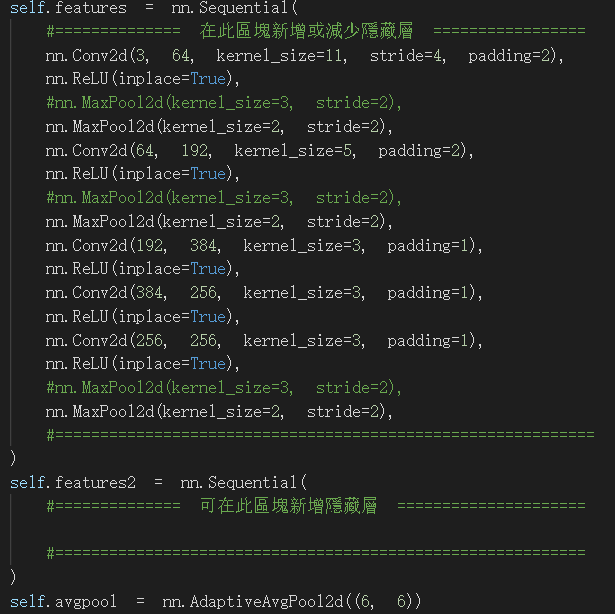 self.features = nn.Sequential(
#============== 在此區塊新增或減少隱藏層 =================
nn.Conv2d(3, 64, kernel_size=11, stride=4, padding=2),
nn.ReLU(inplace=True),
#nn.MaxPool2d(kernel_size=3, stride=2),
nn.MaxPool2d(kernel_size=2, stride=2),
nn.Conv2d(64, 192, kernel_size=5, padding=2),
nn.ReLU(inplace=True),
#nn.MaxPool2d(kernel_size=3, stride=2),
nn.MaxPool2d(kernel_size=2, stride=2),
nn.Conv2d(192, 384, kernel_size=3, padding=1),
nn.ReLU(inplace=True),
nn.Conv2d(384, 256, kernel_size=3, padding=1),
nn.ReLU(inplace=True),
nn.Conv2d(256, 256, kernel_size=3, padding=1),
nn.ReLU(inplace=True),
#nn.MaxPool2d(kernel_size=3, stride=2),
nn.MaxPool2d(kernel_size=2, stride=2),
#============================================================
)
self.features2 = nn.Sequential(
#============== 可在此區塊新增隱藏層 =====================
#===========================================================
)
self.avgpool = nn.AdaptiveAvgPool2d((6, 6))